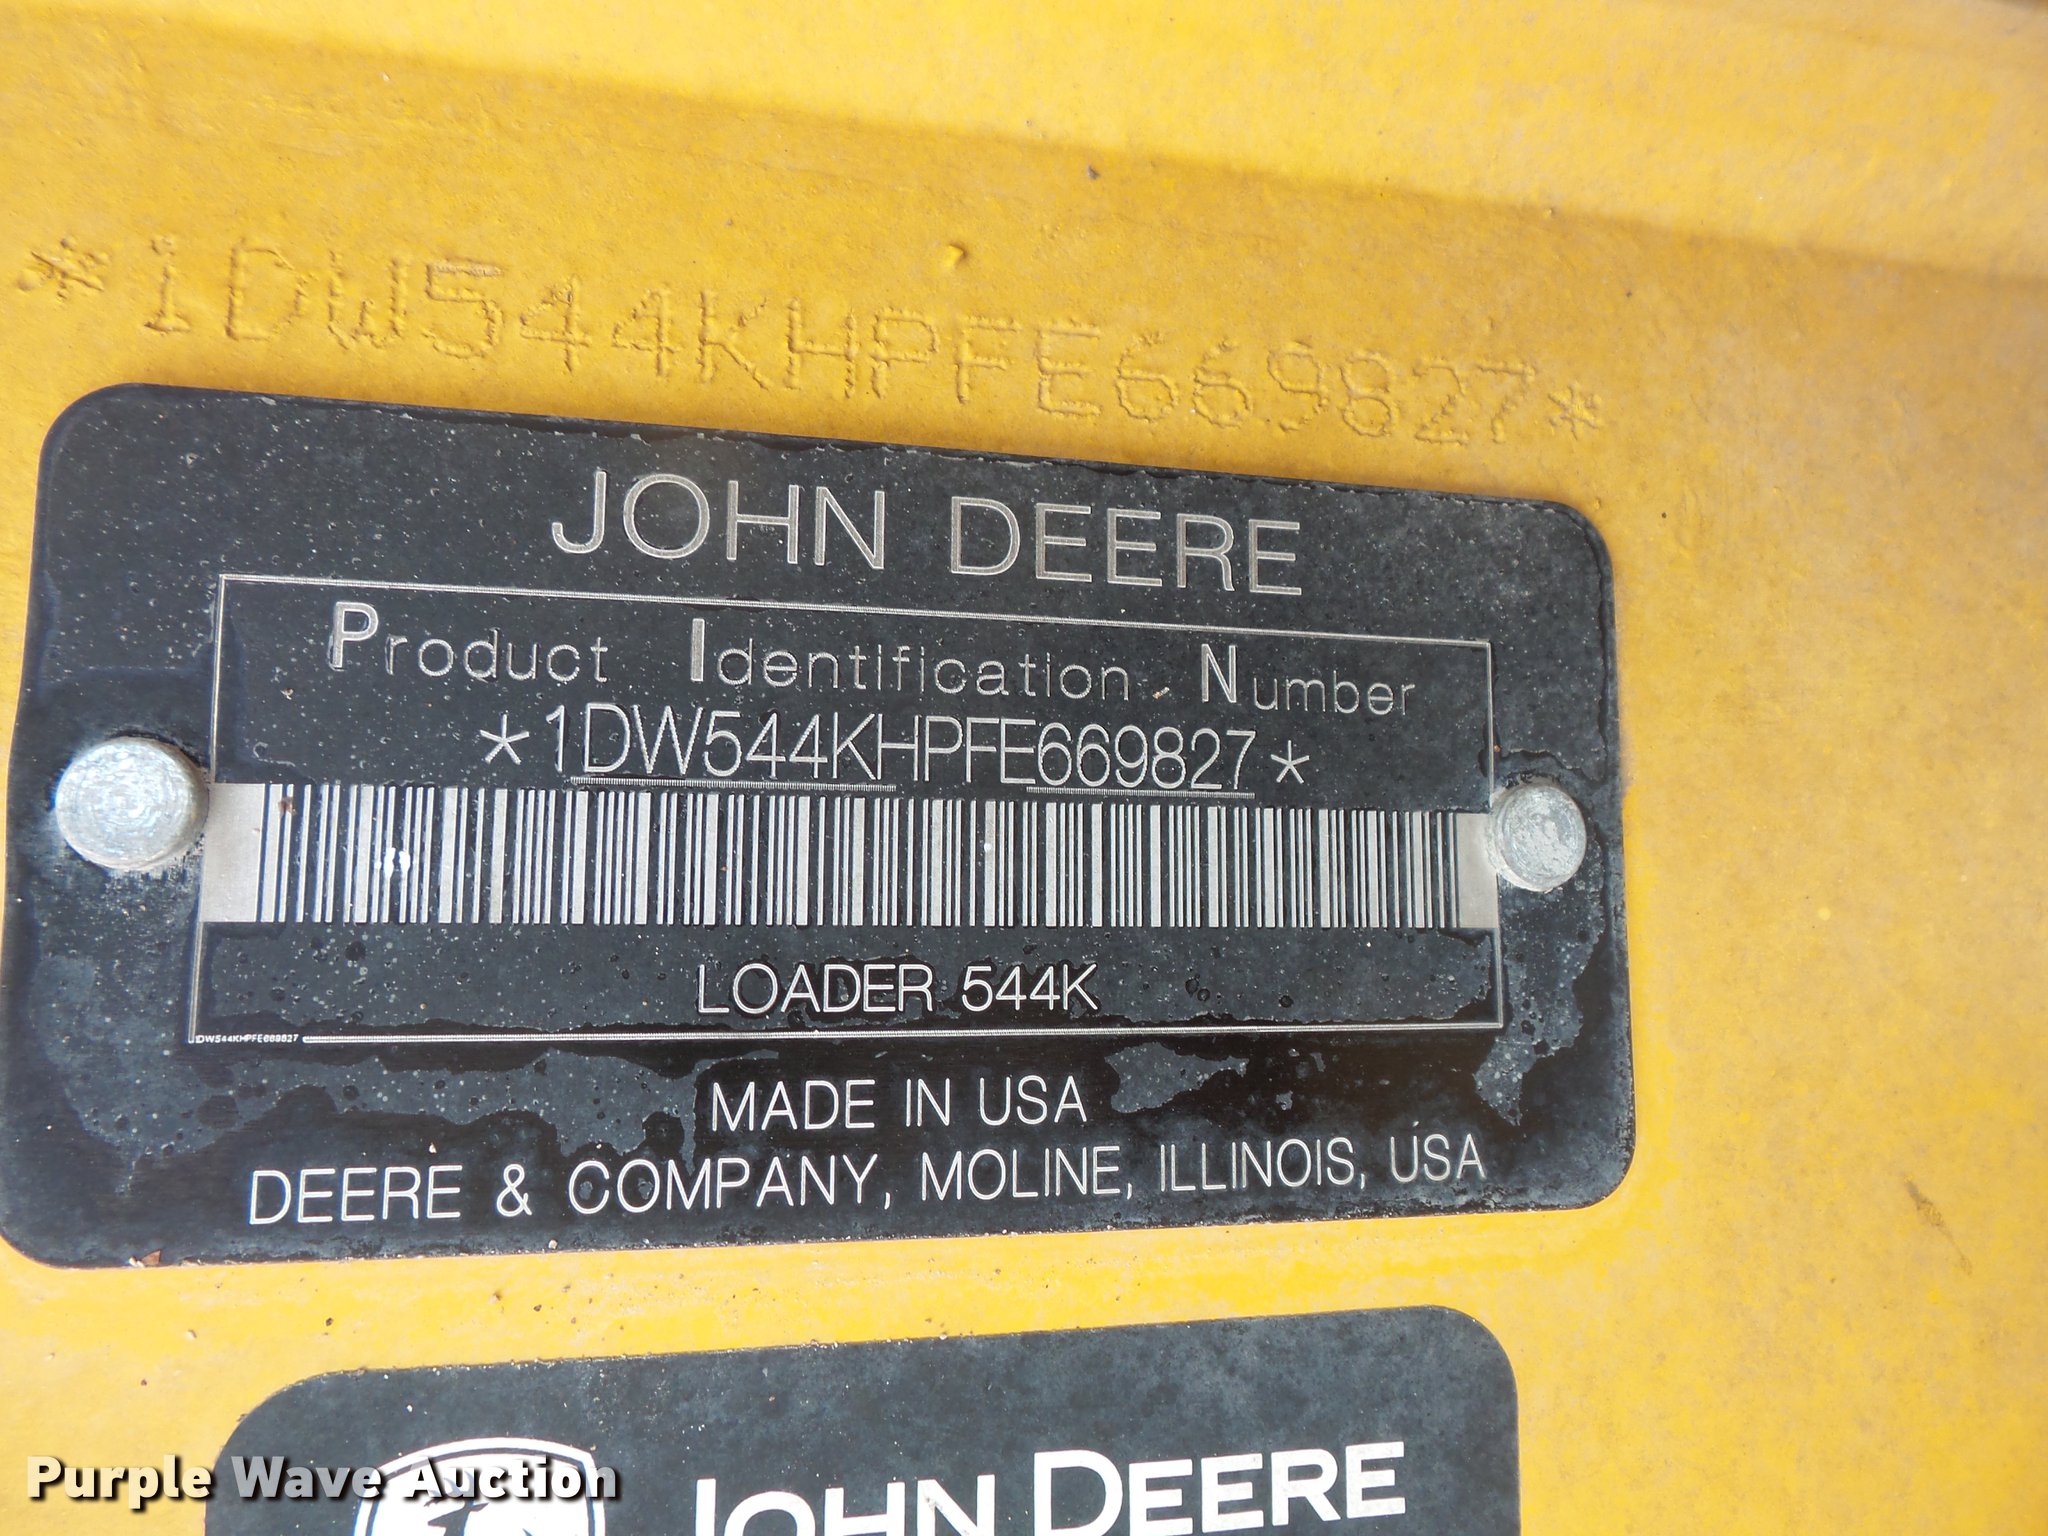 *1DW544KHPFE669827*
JOHN DEERE
Product Identification Number
*1DW544KHPFE669827*
LOADER 544K
1DW544KHPFE669827
MADE IN USA
DEERE & COMPANY, MOLINE, ILLINOIS, USA
JOHN DEERE
Purple Wave Auction